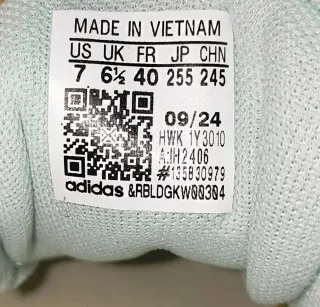 MADE IN VIETNAM
US UK FR JP CHN
7 6½ 40 255 245
09/24
HWK 1Y3010
A:IH2406
#135830979
adidas &RBLDGKW00304